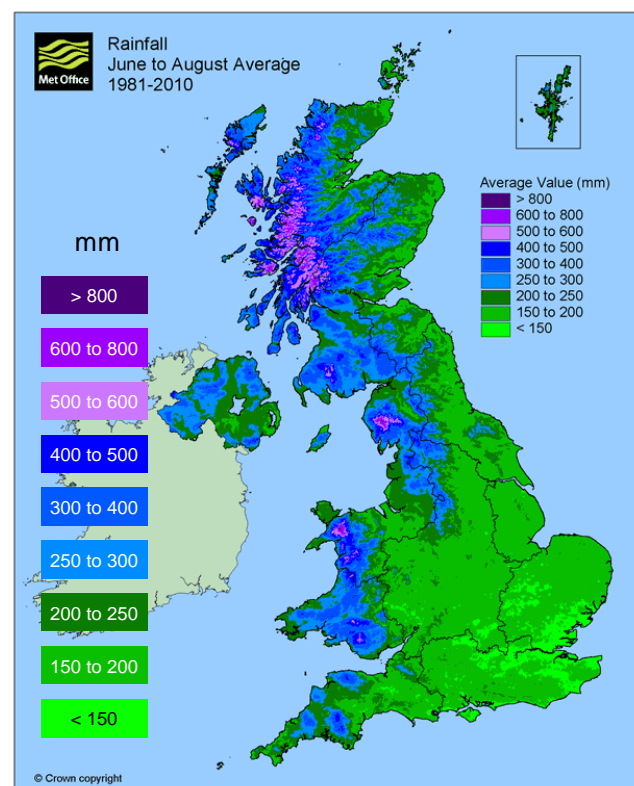 Met Office
Rainfall
June to August Average
1981-2010
Average Value (mm)
> 800
600 to 800
500 to 600
400 to 500
300 to 400
250 to 300
200 to 250
150 to 200
< 150
mm
> 800
600 to 800
500 to 600
400 to 500
300 to 400
250 to 300
200 to 250
150 to 200
< 150
© Crown copyright